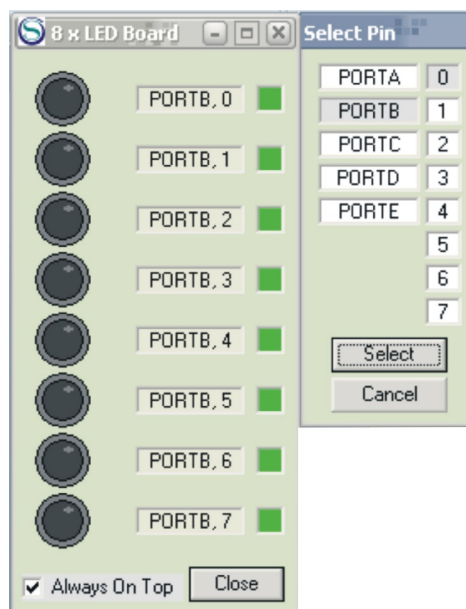 8 x LED Board
PORTB, 0
PORTB, 1
PORTB, 2
PORTB, 3
PORTB, 4
PORTB, 5
PORTB, 6
PORTB, 7
Always On Top
Close
Select Pin
PORTA 0
PORTB 1
PORTC 2
PORTD 3
PORTE 4
5
6
7
Select
Cancel